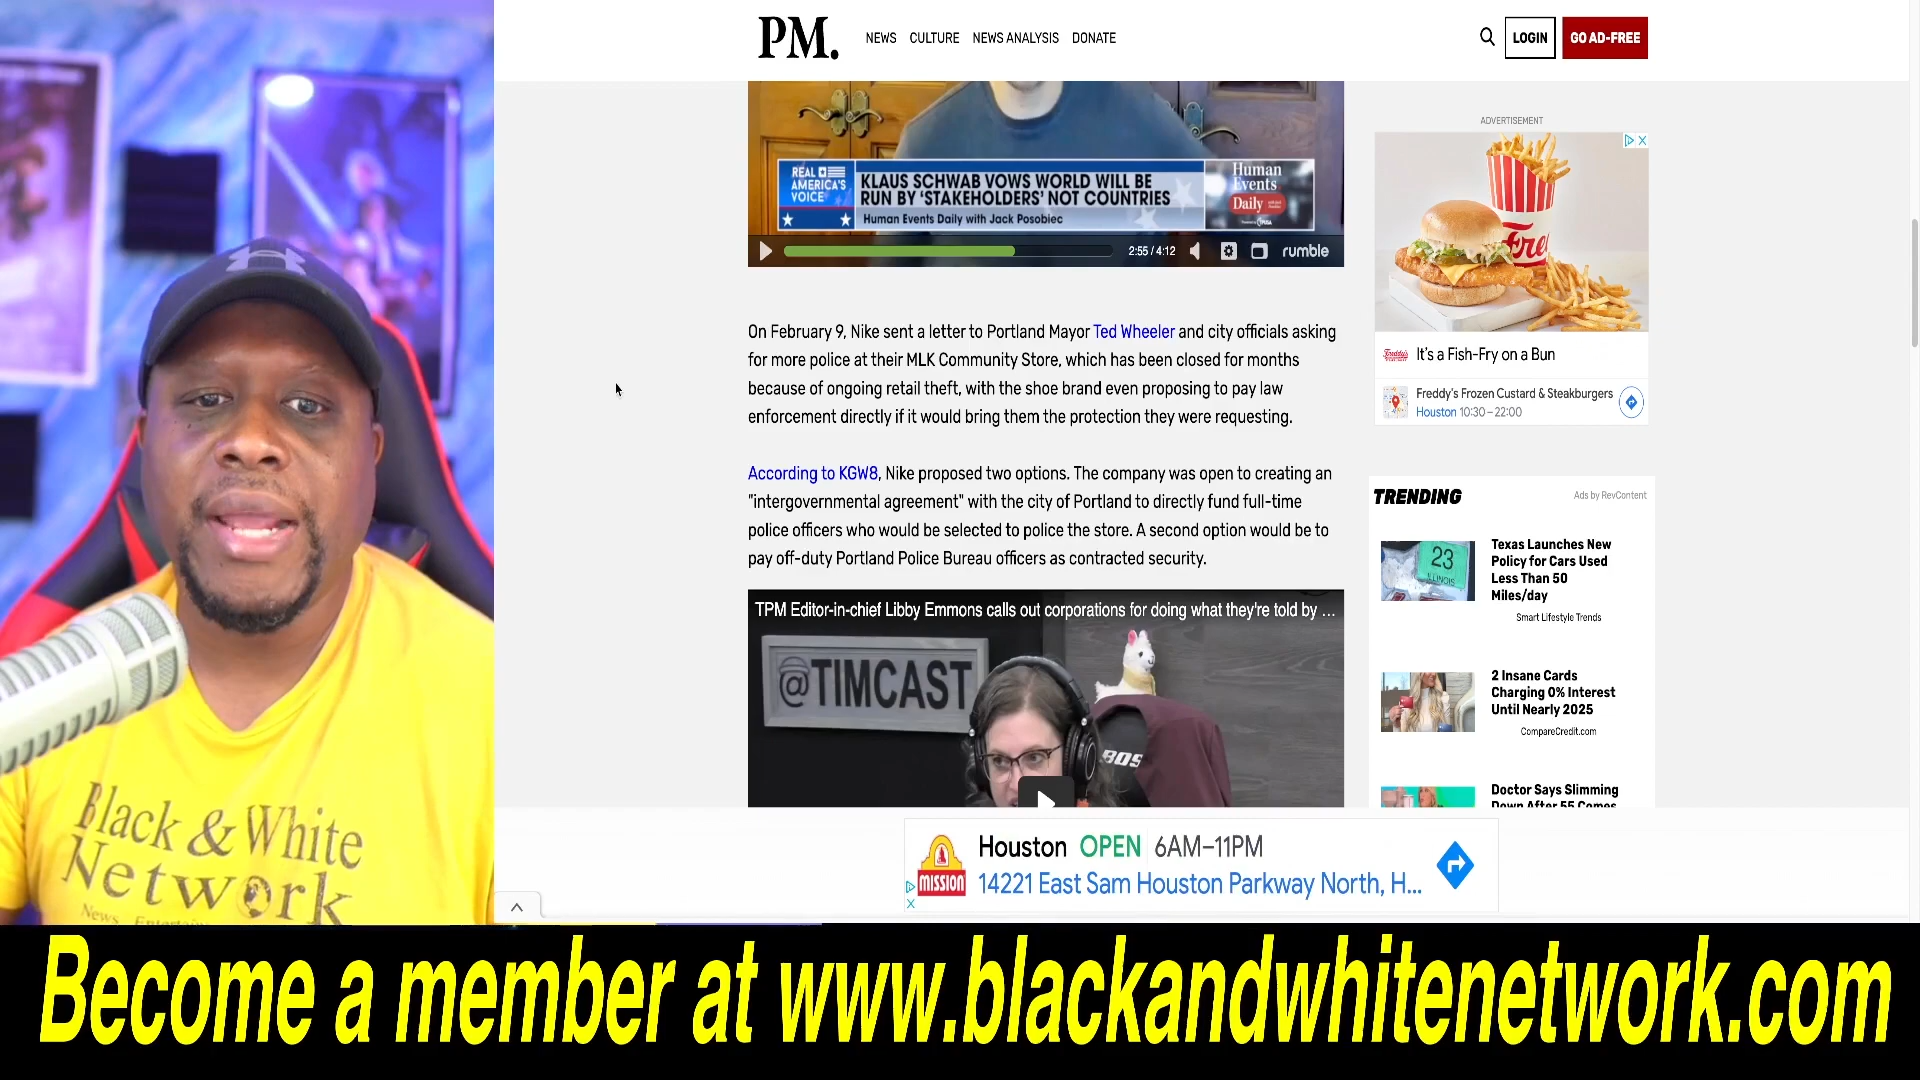 PM.
NEWS CULTURE NEWS ANALYSIS DONATE
LOGIN
GO AD-FREE
REAL
AMERICA'S
VOICE
KLAUS SCHWAB VOWS WORLD WILL BE
RUN BY 'STAKEHOLDERS' NOT COUNTRIES
Human Events Daily with Jack Posobiec
Human
Events
Daily
2:55 / 4:12
rumble
On February 9, Nike sent a letter to Portland Mayor Ted Wheeler and city officials asking
for more police at their MLK Community Store, which has been closed for months
because of ongoing retail theft, with the shoe brand even proposing to pay law
enforcement directly if it would bring them the protection they were requesting.
According to KGW8, Nike proposed two options. The company was open to creating an
"intergovernmental agreement" with the city of Portland to directly fund full-time
police officers who would be selected to police the store. A second option would be to
pay off-duty Portland Police Bureau officers as contracted security.
TPM Editor-in-chief Libby Emmons calls out corporations for doing what they're told by ...
@TIMCAST
BOS
ADVERTISEMENT
Fre
Freddy's
It's a Fish-Fry on a Bun
Freddy's Frozen Custard & Steakburgers
Houston 10:30 – 22:00
TRENDING
Ads by RevContent
23
ILLINOIS
Texas Launches New
Policy for Cars Used
Less Than 50
Miles/day
Smart Lifestyle Trends
2 Insane Cards
Charging 0% Interest
Until Nearly 2025
CompareCredit.com
Doctor Says Slimming
Down After 55 Comes
MISSION
Houston OPEN 6AM–11PM
14221 East Sam Houston Parkway North, H...
Black & White
Network
News
Become a member at www.blackandwhitenetwork.com